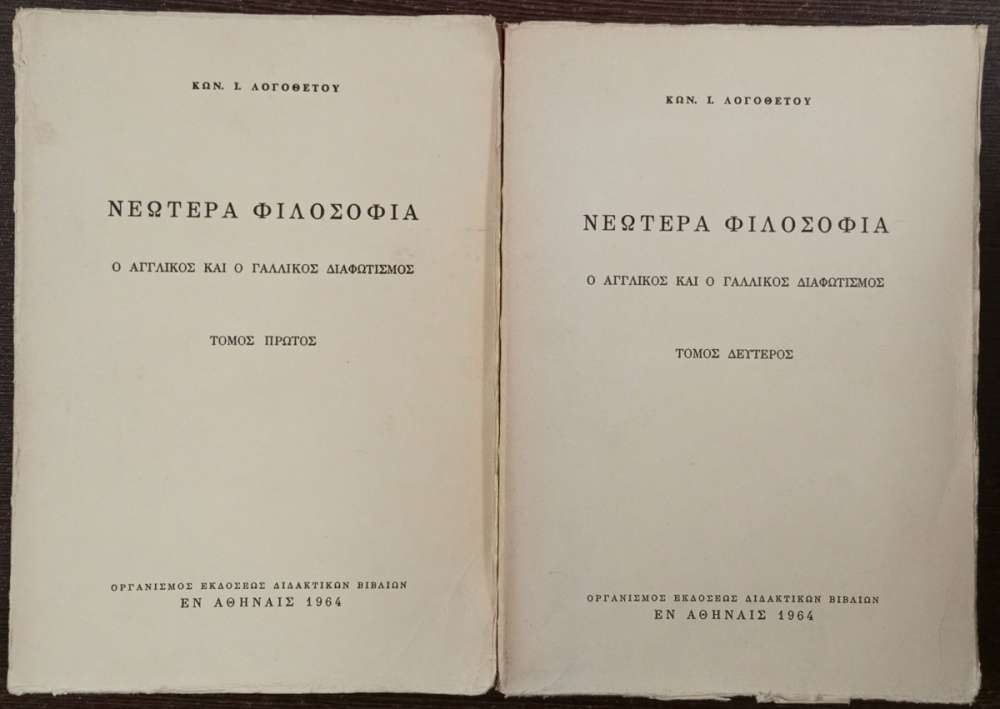 ΚΩΝ. Ι. ΛΟΓΟΘΕΤΟΥ
ΝΕΩΤΕΡΑ ΦΙΛΟΣΟΦΙΑ
Ο ΑΓΓΛΙΚΟΣ ΚΑΙ Ο ΓΑΛΛΙΚΟΣ ΔΙΑΦΩΤΙΣΜΟΣ
ΤΟΜΟΣ ΠΡΩΤΟΣ
ΟΡΓΑΝΙΣΜΟΣ ΕΚΔΟΣΕΩΣ ΔΙΔΑΚΤΙΚΩΝ ΒΙΒΛΙΩΝ
ΕΝ ΑΘΗΝΑΙΣ 1964
ΚΩΝ. Ι. ΛΟΓΟΘΕΤΟΥ
ΝΕΩΤΕΡΑ ΦΙΛΟΣΟΦΙΑ
Ο ΑΓΓΛΙΚΟΣ ΚΑΙ Ο ΓΑΛΛΙΚΟΣ ΔΙΑΦΩΤΙΣΜΟΣ
ΤΟΜΟΣ ΔΕΥΤΕΡΟΣ
ΟΡΓΑΝΙΣΜΟΣ ΕΚΔΟΣΕΩΣ ΔΙΔΑΚΤΙΚΩΝ ΒΙΒΛΙΩΝ
ΕΝ ΑΘΗΝΑΙΣ 1964